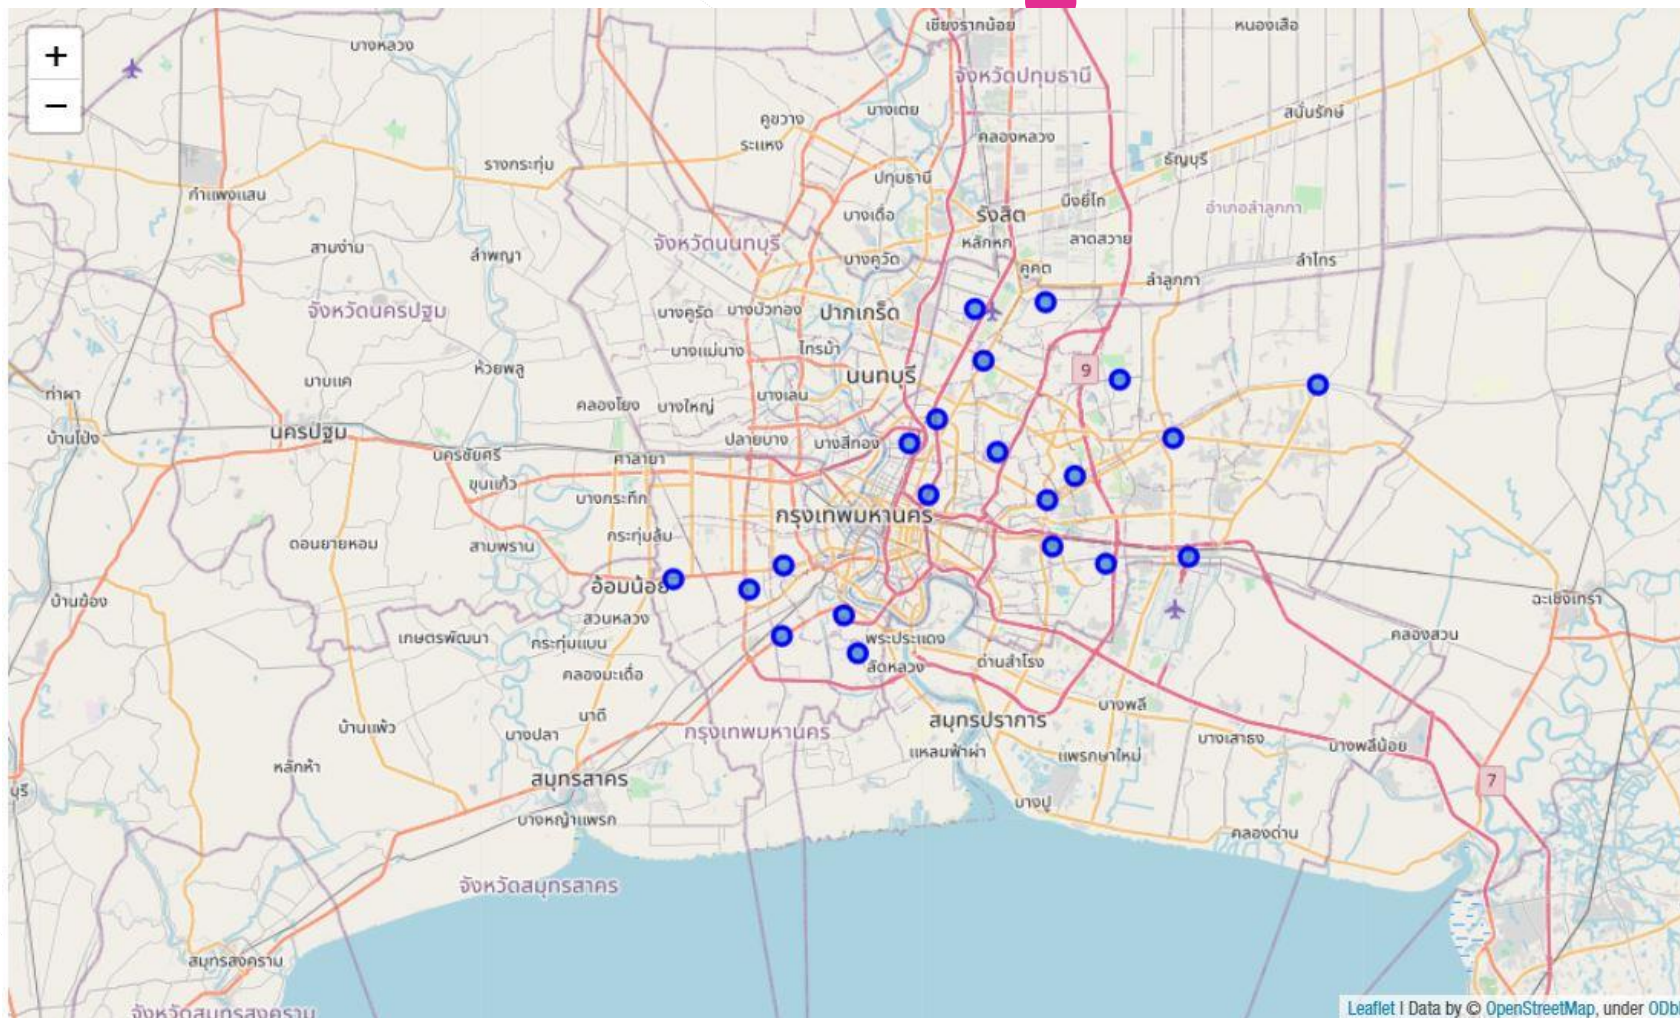 +
−
เชียงรากน้อย
หนองเสือ
บางหลวง
จังหวัดปทุมธานี
บางเตย
สนั่นรักษ์
คูขวาง
คลองหลวง
ระแหง
รางกระทุ่ม
ธัญบุรี
ปทุมธานี
กำแพงแสน
บึงยี่โถ
อำเภอลำลูกกา
บางเดื่อ
รังสิต
จังหวัดนนทบุรี
หลักหก
ลาดสวาย
สามง่าม
ลำพญา
บางคูวัด
ลำไทร
คูคต
ลำลูกกา
จังหวัดนครปฐม
บางคูรัด
บางบัวทอง
ปากเกร็ด
บางแม่นาง
ไทรม้า
9
ห้วยพลู
นนทบุรี
มาบแค
ท่าผา
บางเลน
คลองโยง
บางใหญ่
นครปฐม
บ้านโป่ง
ปลายบาง
บางสีทอง
นครชัยศรี
ศาลายา
ขุนแก้ว
บางกระทึก
กรุงเทพมหานคร
กระทุ่มล้ม
ดอนยายหอม
สามพราน
อ้อมน้อย
บ้านฆ้อง
ฉะเชิงเทรา
สวนหลวง
เกษตรพัฒนา
กระทุ่มแบน
พระประแดง
คลองสวน
ลัดหลวง
ด่านสำโรง
คลองมะเดื่อ
บางพลี
นาดี
สมุทรปราการ
บ้านแพ้ว
บางปลา
กรุงเทพมหานคร
บางเสาธง
บางพลีน้อย
แหลมฟ้าผ่า
แพรกษาใหม่
หลักห้า
สมุทรสาคร
7
บุรี
บางปู
บางหญ้าแพรก
คลองด่าน
จังหวัดสมุทรสาคร
สมุทรสงคราม
จังหวัดสมุทรสงคราม
Leaflet | Data by © OpenStreetMap, under ODbl